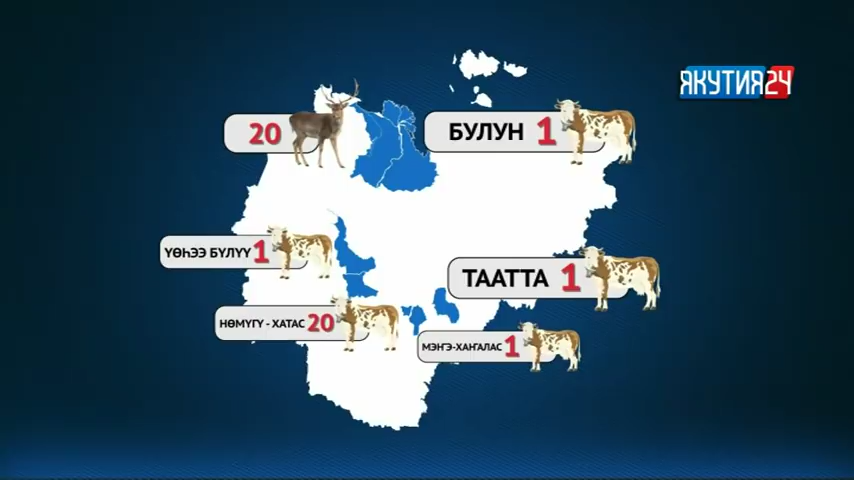 ЯКУТИЯ24
20
БУЛУН 1
ҮӨҺЭЭ БҮЛҮҮ 1
ТААТТА 1
НӨМҮГҮ - ХАТАС 20
МЭҤЭ-ХАҤАЛАС 1